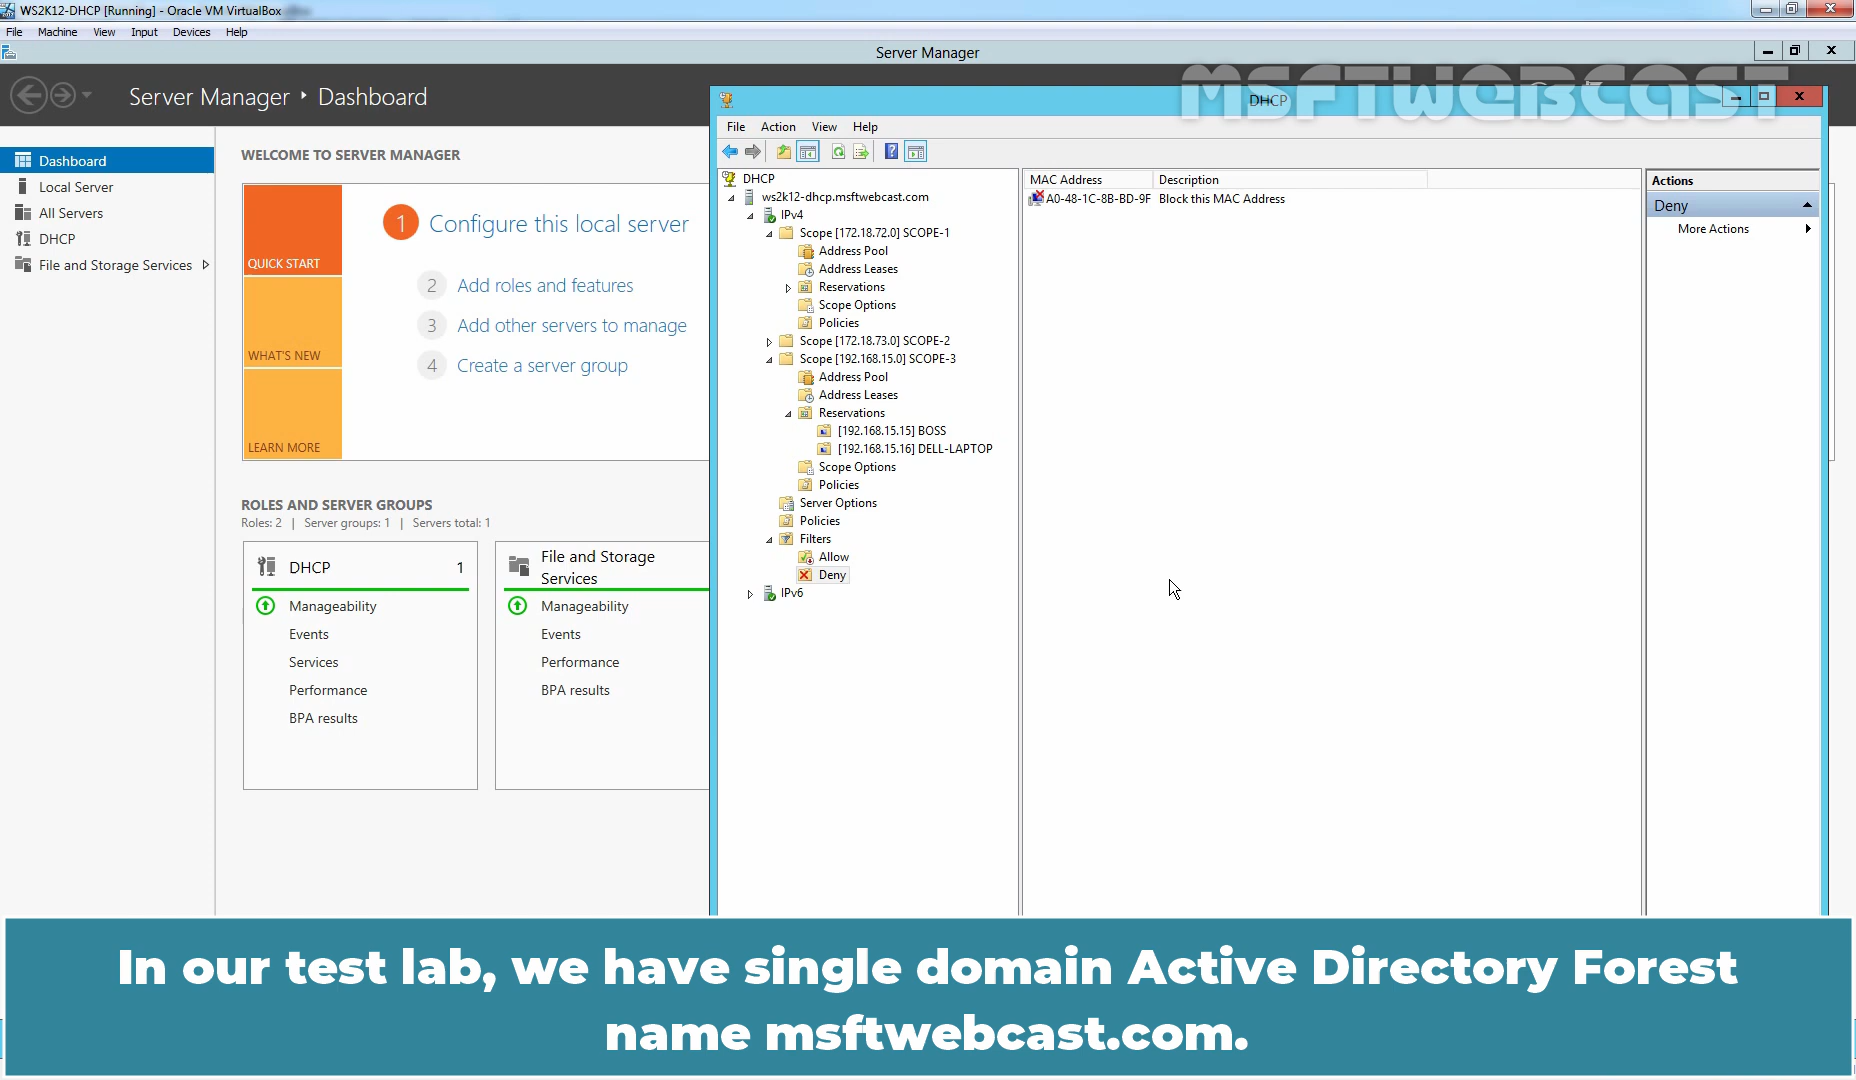 WS2K12-DHCP [Running] - Oracle VM VirtualBox
File Machine View Input Devices Help
Server Manager
Server Manager ‣ Dashboard
MSFTWEBCAST
Dashboard
Local Server
All Servers
DHCP
File and Storage Services
WELCOME TO SERVER MANAGER
QUICK START
WHAT'S NEW
LEARN MORE
1 Configure this local server
2 Add roles and features
3 Add other servers to manage
4 Create a server group
ROLES AND SERVER GROUPS
Roles: 2 | Server groups: 1 | Servers total: 1
DHCP 1
Manageability
Events
Services
Performance
BPA results
File and Storage
Services
Manageability
Events
Performance
BPA results
DHCP
File Action View Help
DHCP
ws2k12-dhcp.msftwebcast.com
IPv4
Scope [172.18.72.0] SCOPE-1
Address Pool
Address Leases
Reservations
Scope Options
Policies
Scope [172.18.73.0] SCOPE-2
Scope [192.168.15.0] SCOPE-3
Address Pool
Address Leases
Reservations
[192.168.15.15] BOSS
[192.168.15.16] DELL-LAPTOP
Scope Options
Policies
Server Options
Policies
Filters
Allow
Deny
IPv6
MAC Address Description
A0-48-1C-8B-BD-9F Block this MAC Address
Actions
Deny
More Actions
In our test lab, we have single domain Active Directory Forest
name msftwebcast.com.